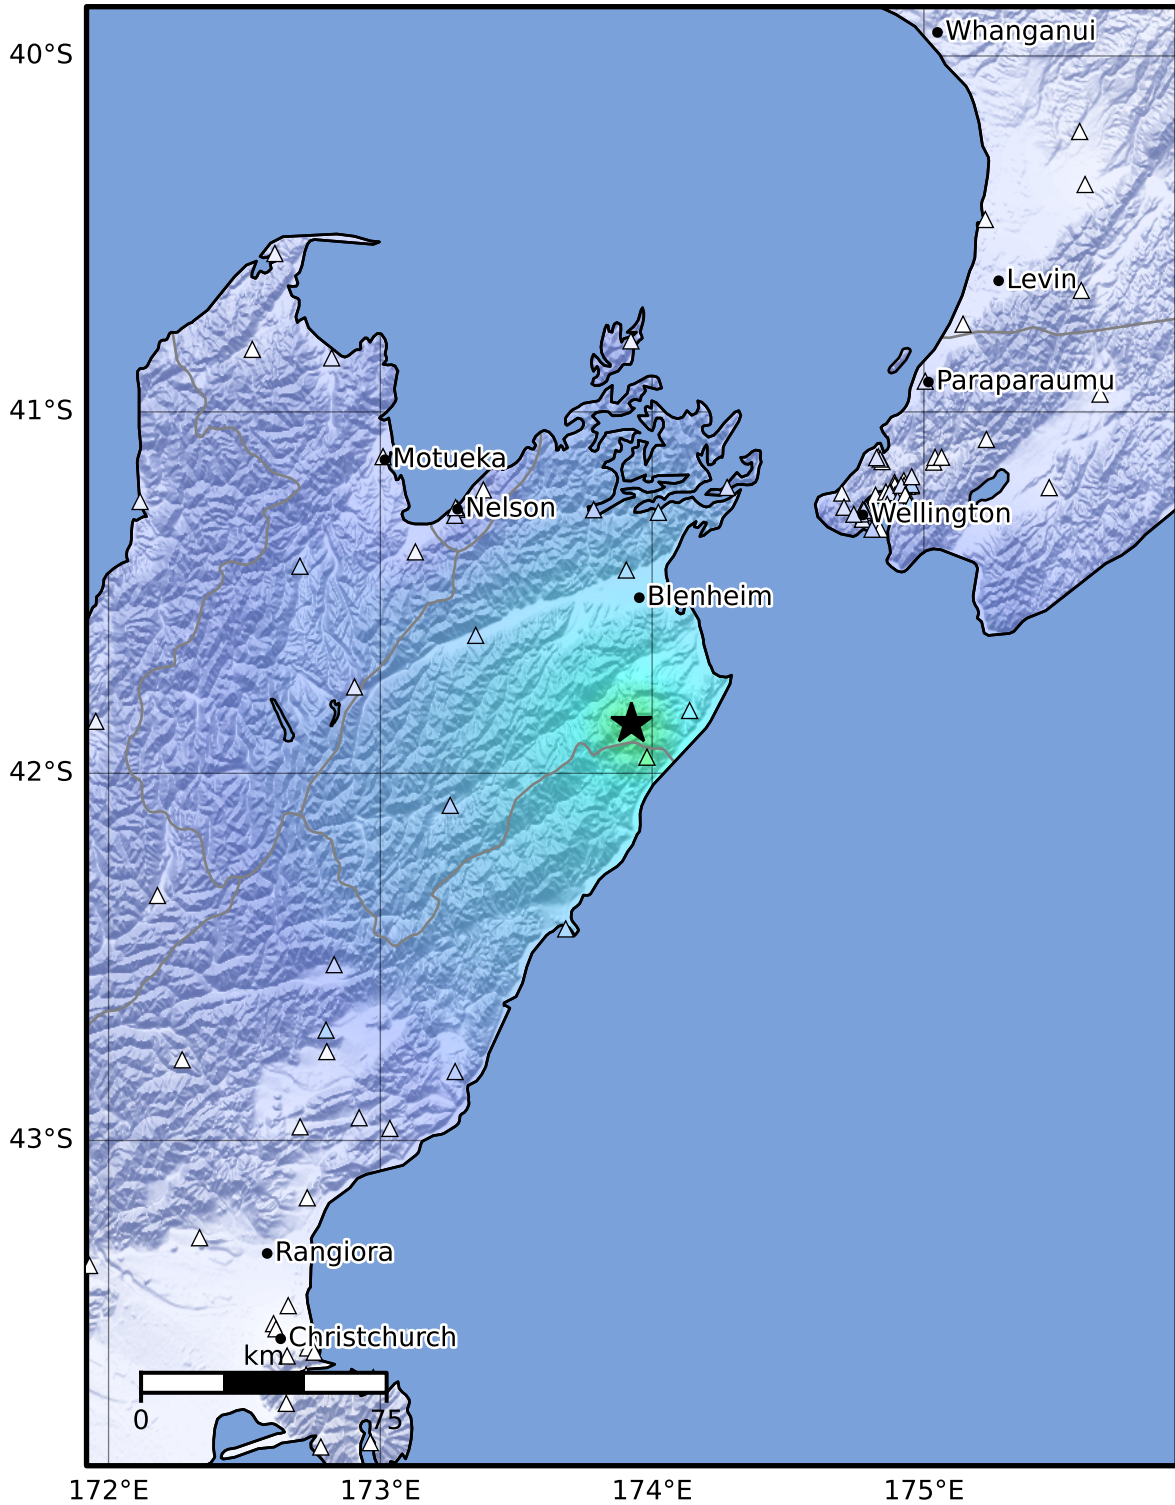 Whanganui
40°S
Levin
Paraparaumu
41°S
Motueka
Nelson
Wellington
Blenheim
42°S
43°S
Rangiora
Christchurch
km
0 75
172°E 173°E 174°E 175°E